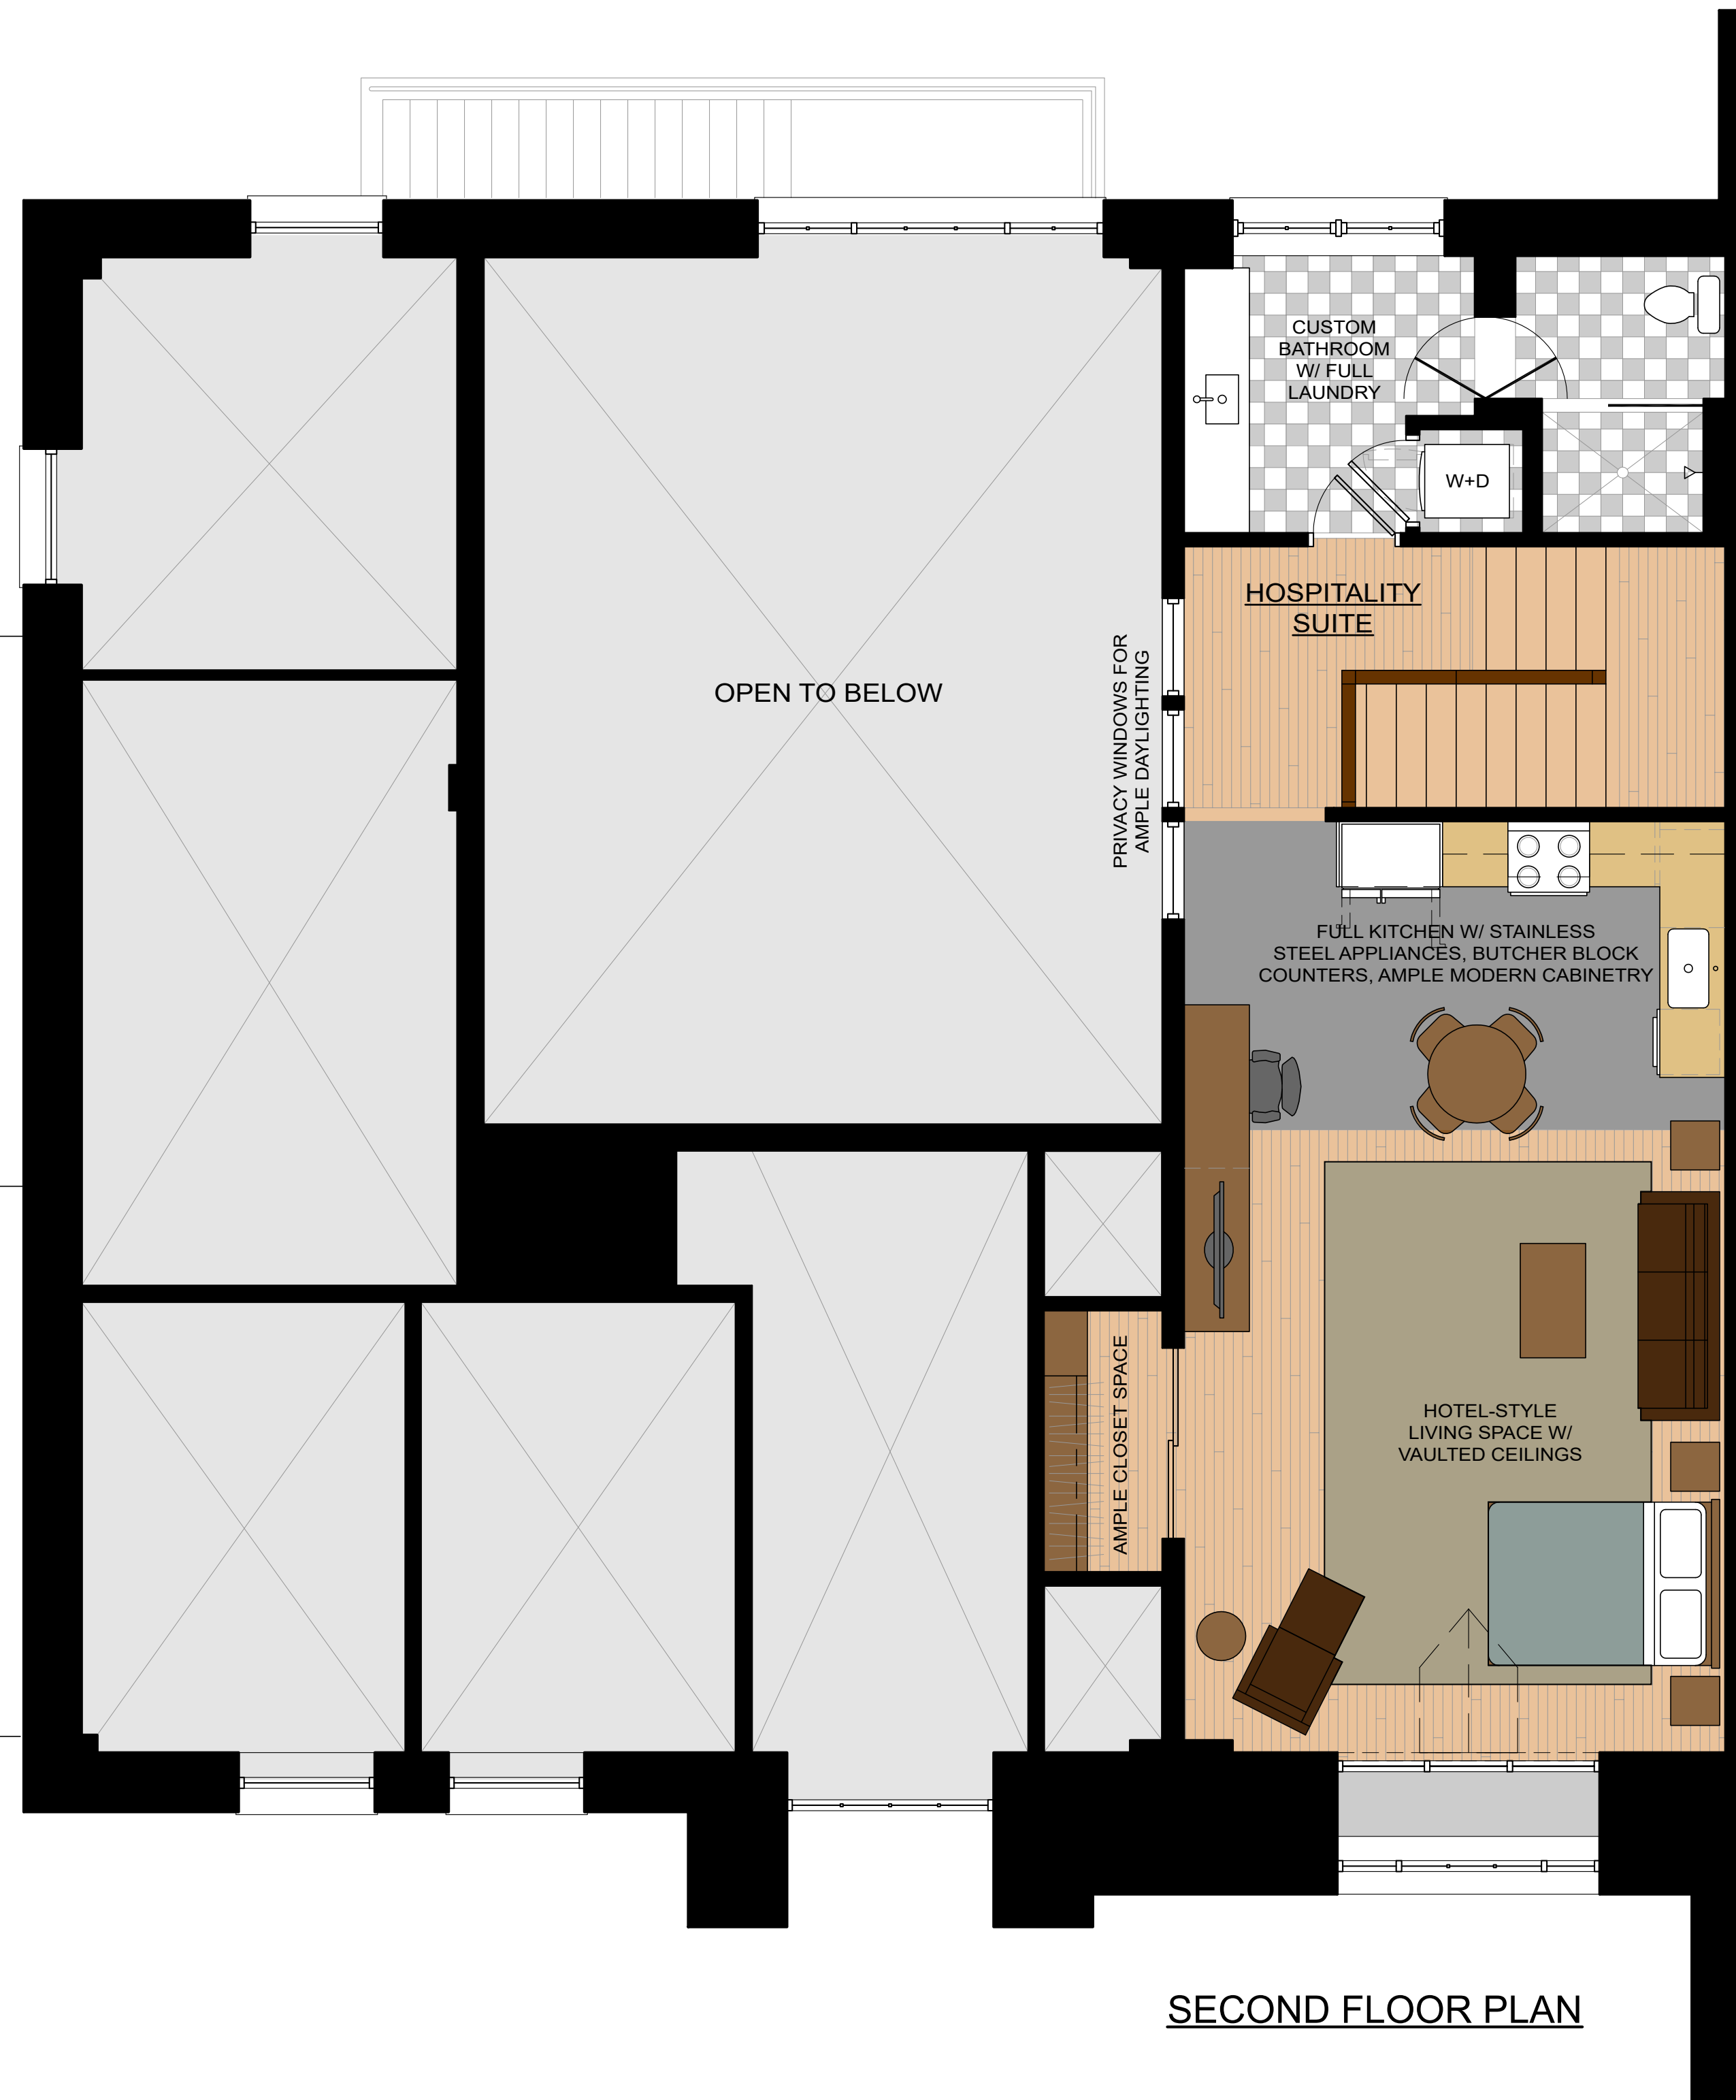 CUSTOM
BATHROOM
W/ FULL
LAUNDRY
W+D
HOSPITALITY
SUITE
OPEN TO BELOW
PRIVACY WINDOWS FOR
AMPLE DAYLIGHTING
FULL KITCHEN W/ STAINLESS
STEEL APPLIANCES, BUTCHER BLOCK
COUNTERS, AMPLE MODERN CABINETRY
AMPLE CLOSET SPACE
HOTEL-STYLE
LIVING SPACE W/
VAULTED CEILINGS
SECOND FLOOR PLAN